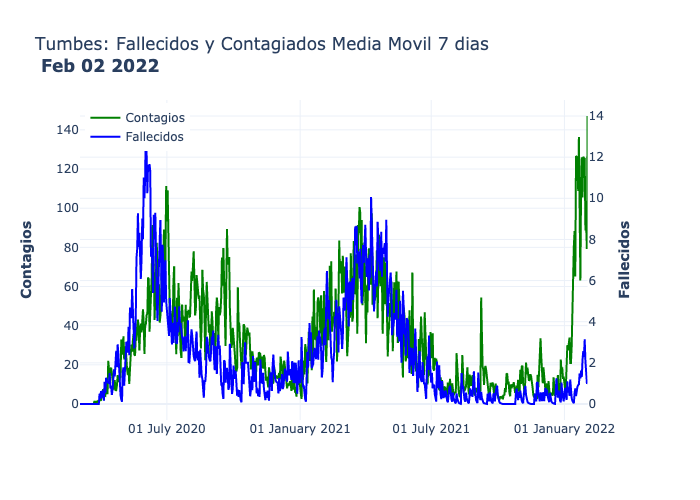 Tumbes: Fallecidos y Contagiados Media Movil 7 dias
Feb 02 2022
Contagios
Fallecidos
140
120
100
80
60
40
20
0
14
12
10
8
6
4
2
0
Contagios
Fallecidos
01 July 2020
01 January 2021
01 July 2021
01 January 2022